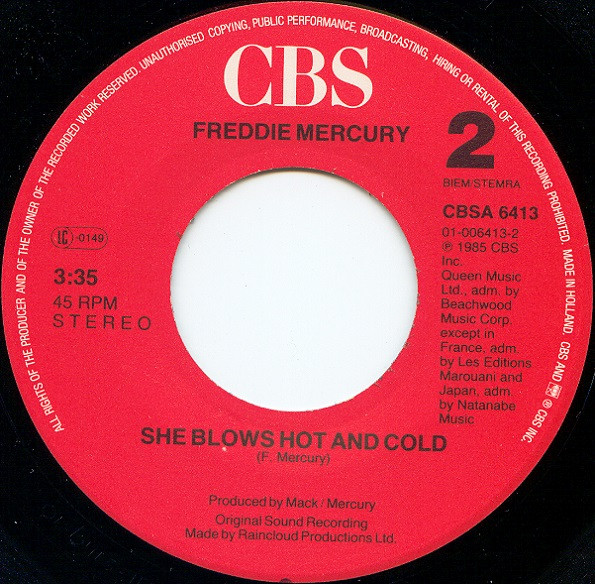 ALL RIGHTS OF THE PRODUCER AND OF THE OWNER OF THE RECORDED WORK RESERVED. UNAUTHORISED COPYING, PUBLIC PERFORMANCE, BROADCASTING, HIRING OR RENTAL OF THIS RECORDING PROHIBITED. MADE IN HOLLAND. CBS AND ℗ CBS INC.
CBS
FREDDIE MERCURY
2
BIEM/STEMRA
CBSA 6413
01-006413-2
℗ 1985 CBS
Inc.
Queen Music
Ltd., adm. by
Beachwood
Music Corp.
except in
France, adm.
by Les Editions
Marouani and
Japan, adm.
by Natanabe
Music
LC -0149
3:35
45 RPM
STEREO
SHE BLOWS HOT AND COLD
(F. Mercury)
Produced by Mack / Mercury
Original Sound Recording
Made by Raincloud Productions Ltd.